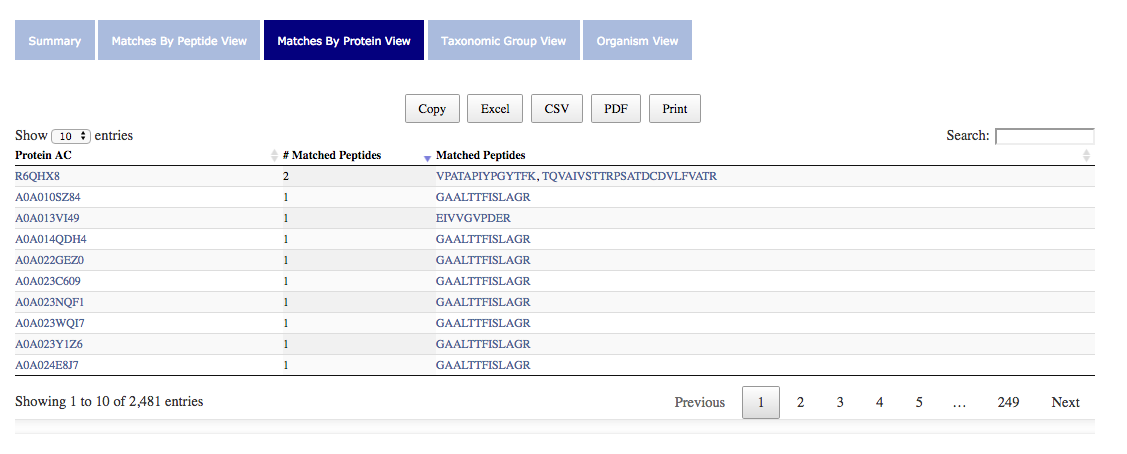 Summary Matches By Peptide View Matches By Protein View Taxonomic Group View Organism View
Copy Excel CSV PDF Print
Show 10 entries Search:
Protein AC # Matched Peptides Matched Peptides
R6QHX8 2 VPATAPIYPGYTFK, TQVAIVSTTRPSATDCDVLFVATR
A0A010SZ84 1 GAALTTFISLAGR
A0A013VI49 1 EIVVGVPDER
A0A014QDH4 1 GAALTTFISLAGR
A0A022GEZ0 1 GAALTTFISLAGR
A0A023C609 1 GAALTTFISLAGR
A0A023NQF1 1 GAALTTFISLAGR
A0A023WQI7 1 GAALTTFISLAGR
A0A023Y1Z6 1 GAALTTFISLAGR
A0A024E8J7 1 GAALTTFISLAGR
Showing 1 to 10 of 2,481 entries Previous 1 2 3 4 5 … 249 Next